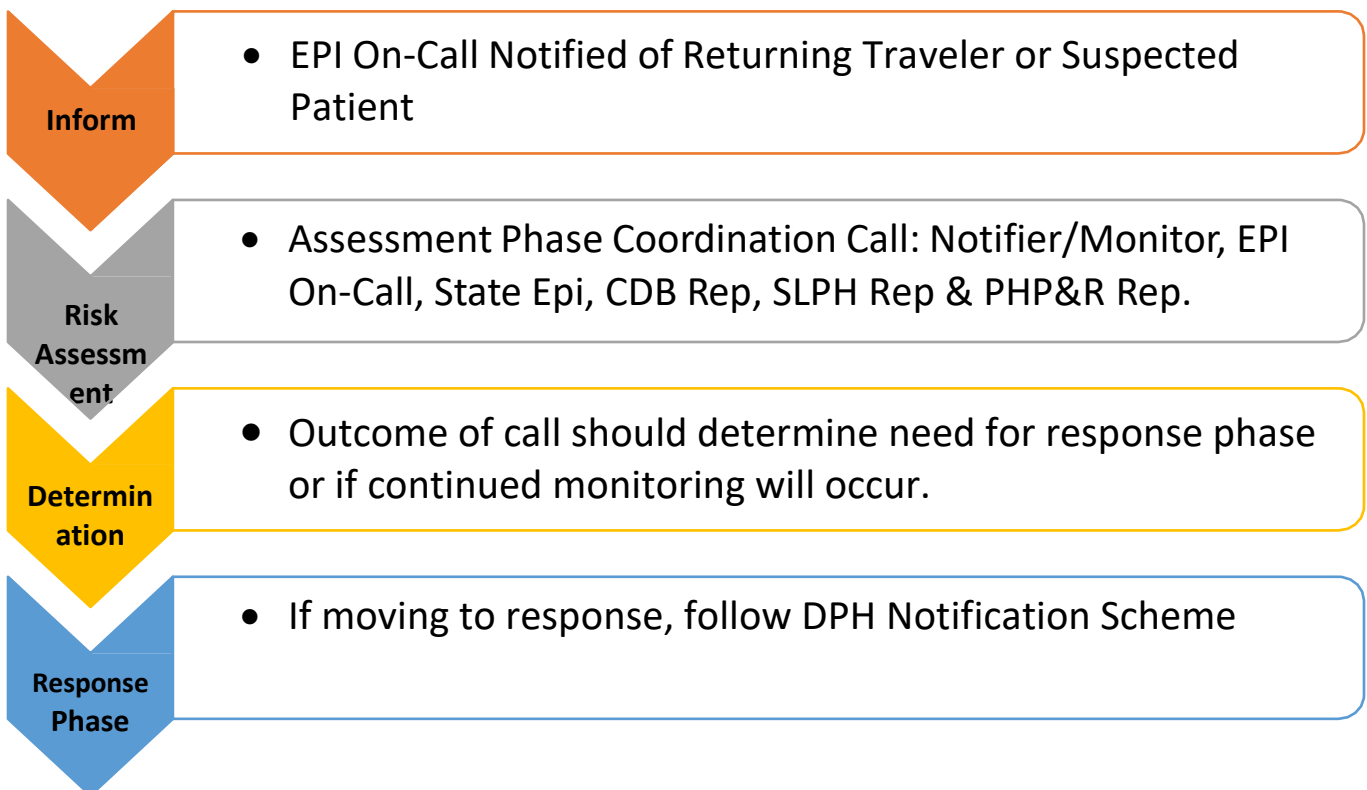 Inform
• EPI On-Call Notified of Returning Traveler or Suspected
Patient
Risk
Assessm
ent
• Assessment Phase Coordination Call: Notifier/Monitor, EPI
On-Call, State Epi, CDB Rep, SLPH Rep & PHP&R Rep.
Determin
ation
• Outcome of call should determine need for response phase
or if continued monitoring will occur.
Response
Phase
• If moving to response, follow DPH Notification Scheme